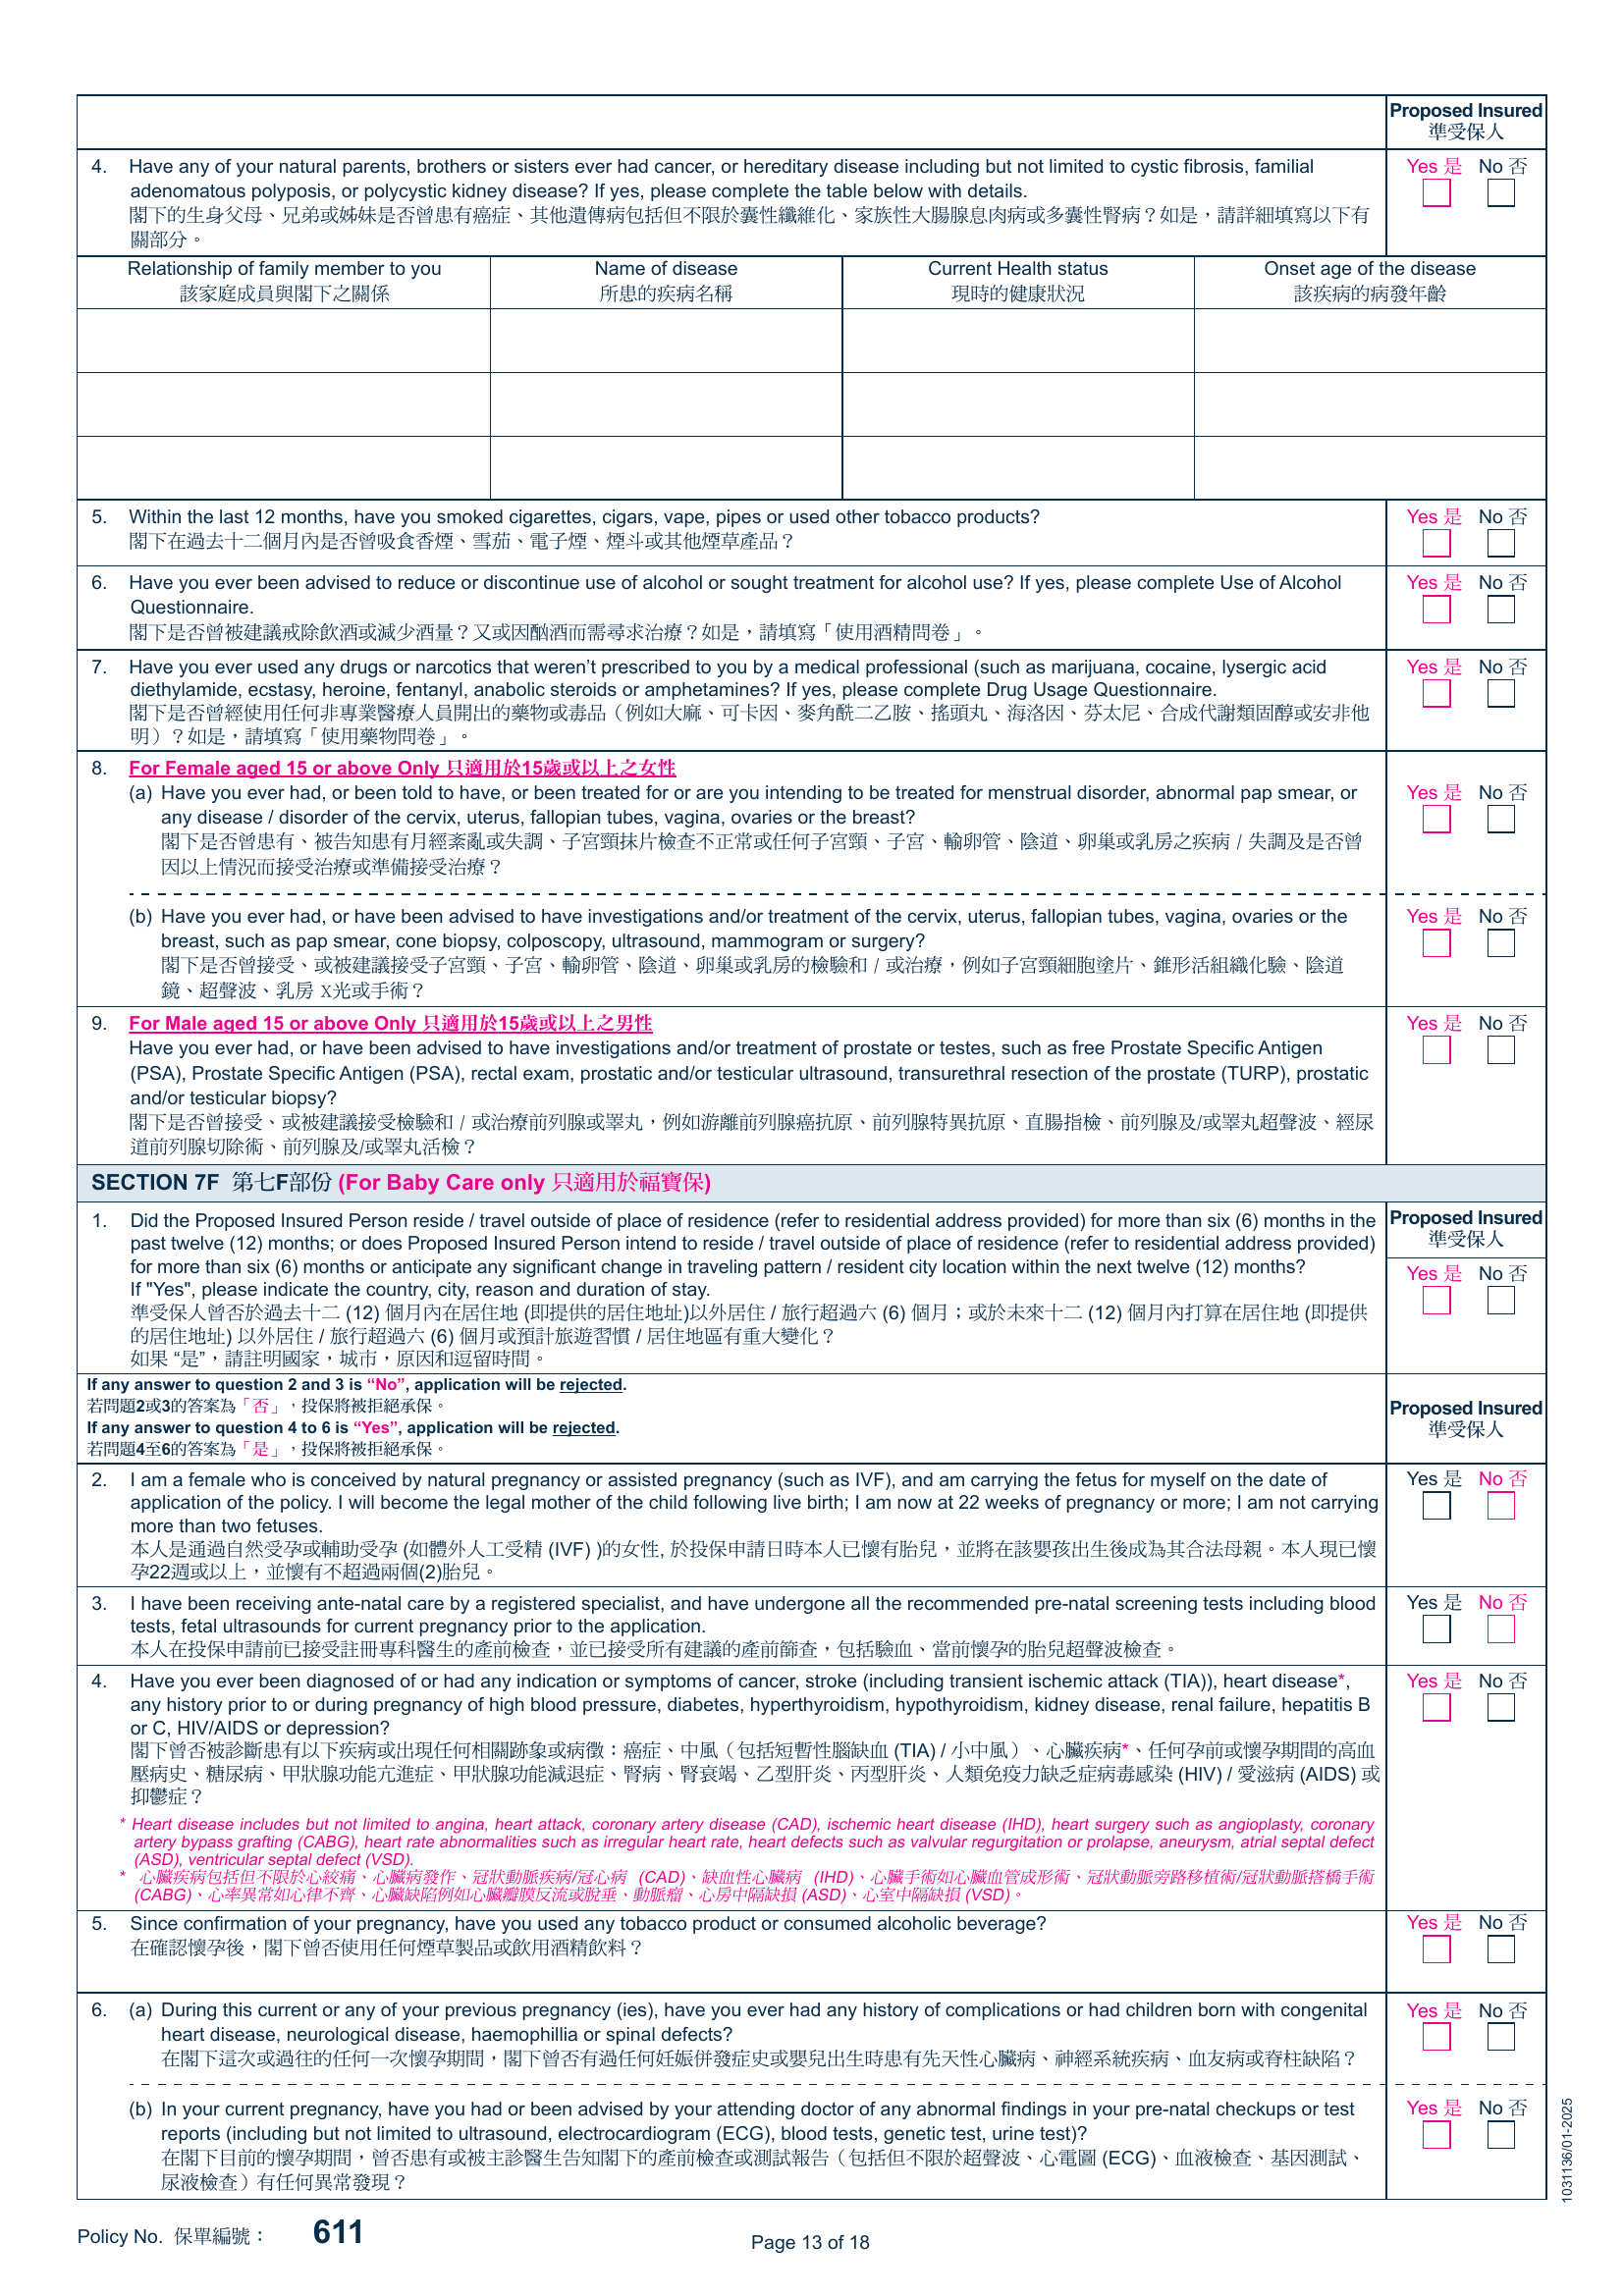 Proposed Insured
準受保人
4. Have any of your natural parents, brothers or sisters ever had cancer, or hereditary disease including but not limited to cystic fibrosis, familial
adenomatous polyposis, or polycystic kidney disease? If yes, please complete the table below with details.
閣下的生身父母、兄弟或姊妹是否曾患有癌症、其他遺傳病包括但不限於囊性纖維化、家族性大腸腺息肉病或多囊性腎病？如是，請詳細填寫以下有
關部分。
Yes 是 No 否
Relationship of family member to you Name of disease Current Health status Onset age of the disease
該家庭成員與閣下之關係 所患的疾病名稱 現時的健康狀況 該疾病的病發年齡
5. Within the last 12 months, have you smoked cigarettes, cigars, vape, pipes or used other tobacco products?
閣下在過去十二個月內是否曾吸食香煙、雪茄、電子煙、煙斗或其他煙草產品？
Yes 是 No 否
6. Have you ever been advised to reduce or discontinue use of alcohol or sought treatment for alcohol use? If yes, please complete Use of Alcohol
Questionnaire.
閣下是否曾被建議戒除飲酒或減少酒量？又或因酗酒而需尋求治療？如是，請填寫「使用酒精問卷」。
Yes 是 No 否
7. Have you ever used any drugs or narcotics that weren’t prescribed to you by a medical professional (such as marijuana, cocaine, lysergic acid
diethylamide, ecstasy, heroine, fentanyl, anabolic steroids or amphetamines? If yes, please complete Drug Usage Questionnaire.
閣下是否曾經使用任何非專業醫療人員開出的藥物或毒品（例如大麻、可卡因、麥角酰二乙胺、搖頭丸、海洛因、芬太尼、合成代謝類固醇或安非他
明）？如是，請填寫「使用藥物問卷」。
Yes 是 No 否
8. For Female aged 15 or above Only 只適用於15歲或以上之女性
(a) Have you ever had, or been told to have, or been treated for or are you intending to be treated for menstrual disorder, abnormal pap smear, or
any disease / disorder of the cervix, uterus, fallopian tubes, vagina, ovaries or the breast?
閣下是否曾患有、被告知患有月經紊亂或失調、子宮頸抹片檢查不正常或任何子宮頸、子宮、輸卵管、陰道、卵巢或乳房之疾病 / 失調及是否曾
因以上情況而接受治療或準備接受治療？
Yes 是 No 否
(b) Have you ever had, or have been advised to have investigations and/or treatment of the cervix, uterus, fallopian tubes, vagina, ovaries or the
breast, such as pap smear, cone biopsy, colposcopy, ultrasound, mammogram or surgery?
閣下是否曾接受、或被建議接受子宮頸、子宮、輸卵管、陰道、卵巢或乳房的檢驗和 / 或治療，例如子宮頸細胞塗片、錐形活組織化驗、陰道
鏡、超聲波、乳房 X光或手術？
Yes 是 No 否
9. For Male aged 15 or above Only 只適用於15歲或以上之男性
Have you ever had, or have been advised to have investigations and/or treatment of prostate or testes, such as free Prostate Specific Antigen
(PSA), Prostate Specific Antigen (PSA), rectal exam, prostatic and/or testicular ultrasound, transurethral resection of the prostate (TURP), prostatic
and/or testicular biopsy?
閣下是否曾接受、或被建議接受檢驗和 / 或治療前列腺或睪丸，例如游離前列腺癌抗原、前列腺特異抗原、直腸指檢、前列腺及/或睪丸超聲波、經尿
道前列腺切除術、前列腺及/或睪丸活檢？
Yes 是 No 否
SECTION 7F 第七F部份 (For Baby Care only 只適用於福寶保)
1. Did the Proposed Insured Person reside / travel outside of place of residence (refer to residential address provided) for more than six (6) months in the
past twelve (12) months; or does Proposed Insured Person intend to reside / travel outside of place of residence (refer to residential address provided)
for more than six (6) months or anticipate any significant change in traveling pattern / resident city location within the next twelve (12) months?
If "Yes", please indicate the country, city, reason and duration of stay.
準受保人曾否於過去十二 (12) 個月內在居住地 (即提供的居住地址)以外居住 / 旅行超過六 (6) 個月；或於未來十二 (12) 個月內打算在居住地 (即提供
的居住地址) 以外居住 / 旅行超過六 (6) 個月或預計旅遊習慣 / 居住地區有重大變化？
如果 “是”，請註明國家，城市，原因和逗留時間。
Proposed Insured
準受保人
Yes 是 No 否
If any answer to question 2 and 3 is “No”, application will be rejected.
若問題2或3的答案為「否」，投保將被拒絕承保。
If any answer to question 4 to 6 is “Yes”, application will be rejected.
若問題4至6的答案為「是」，投保將被拒絕承保。
Proposed Insured
準受保人
2. I am a female who is conceived by natural pregnancy or assisted pregnancy (such as IVF), and am carrying the fetus for myself on the date of
application of the policy. I will become the legal mother of the child following live birth; I am now at 22 weeks of pregnancy or more; I am not carrying
more than two fetuses.
本人是通過自然受孕或輔助受孕 (如體外人工受精 (IVF) )的女性, 於投保申請日時本人已懷有胎兒，並將在該嬰孩出生後成為其合法母親。本人現已懷
孕22週或以上，並懷有不超過兩個(2)胎兒。
Yes 是 No 否
3. I have been receiving ante-natal care by a registered specialist, and have undergone all the recommended pre-natal screening tests including blood
tests, fetal ultrasounds for current pregnancy prior to the application.
本人在投保申請前已接受註冊專科醫生的產前檢查，並已接受所有建議的產前篩查，包括驗血、當前懷孕的胎兒超聲波檢查。
Yes 是 No 否
4. Have you ever been diagnosed of or had any indication or symptoms of cancer, stroke (including transient ischemic attack (TIA)), heart disease*,
any history prior to or during pregnancy of high blood pressure, diabetes, hyperthyroidism, hypothyroidism, kidney disease, renal failure, hepatitis B
or C, HIV/AIDS or depression?
閣下曾否被診斷患有以下疾病或出現任何相關跡象或病徵：癌症、中風（包括短暫性腦缺血 (TIA) / 小中風）、心臟疾病*、任何孕前或懷孕期間的高血
壓病史、糖尿病、甲狀腺功能亢進症、甲狀腺功能減退症、腎病、腎衰竭、乙型肝炎、丙型肝炎、人類免疫力缺乏症病毒感染 (HIV) / 愛滋病 (AIDS) 或
抑鬱症？
Yes 是 No 否
* Heart disease includes but not limited to angina, heart attack, coronary artery disease (CAD), ischemic heart disease (IHD), heart surgery such as angioplasty, coronary
artery bypass grafting (CABG), heart rate abnormalities such as irregular heart rate, heart defects such as valvular regurgitation or prolapse, aneurysm, atrial septal defect
(ASD), ventricular septal defect (VSD).
* 心臟疾病包括但不限於心絞痛、心臟病發作、冠狀動脈疾病/冠心病 (CAD)、缺血性心臟病 (IHD)、心臟手術如心臟血管成形術、冠狀動脈旁路移植術/冠狀動脈搭橋手術
(CABG)、心率異常如心律不齊、心臟缺陷例如心臟瓣膜反流或脫垂、動脈瘤、心房中隔缺損 (ASD)、心室中隔缺損 (VSD)。
5. Since confirmation of your pregnancy, have you used any tobacco product or consumed alcoholic beverage?
在確認懷孕後，閣下曾否使用任何煙草製品或飲用酒精飲料？
Yes 是 No 否
6. (a) During this current or any of your previous pregnancy (ies), have you ever had any history of complications or had children born with congenital
heart disease, neurological disease, haemophillia or spinal defects?
在閣下這次或過往的任何一次懷孕期間，閣下曾否有過任何妊娠併發症史或嬰兒出生時患有先天性心臟病、神經系統疾病、血友病或脊柱缺陷？
Yes 是 No 否
(b) In your current pregnancy, have you had or been advised by your attending doctor of any abnormal findings in your pre-natal checkups or test
reports (including but not limited to ultrasound, electrocardiogram (ECG), blood tests, genetic test, urine test)?
在閣下目前的懷孕期間，曾否患有或被主診醫生告知閣下的產前檢查或測試報告（包括但不限於超聲波、心電圖 (ECG)、血液檢查、基因測試、
尿液檢查）有任何異常發現？
Yes 是 No 否
1031136/01-2025
Policy No. 保單編號： 611
Page 13 of 18